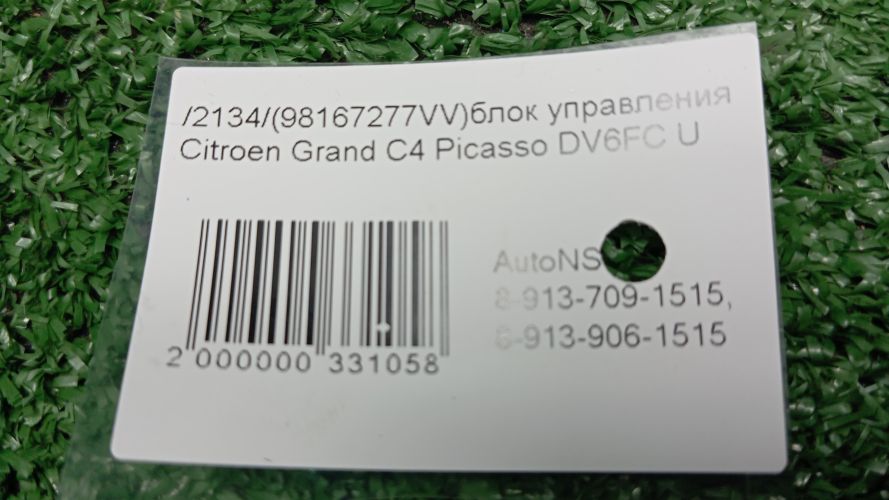 /2134/(98167277VV)блок управления
Citroen Grand C4 Picasso DV6FC U
AutoNS
8-913-709-1515,
8-913-906-1515
2 000000 331058